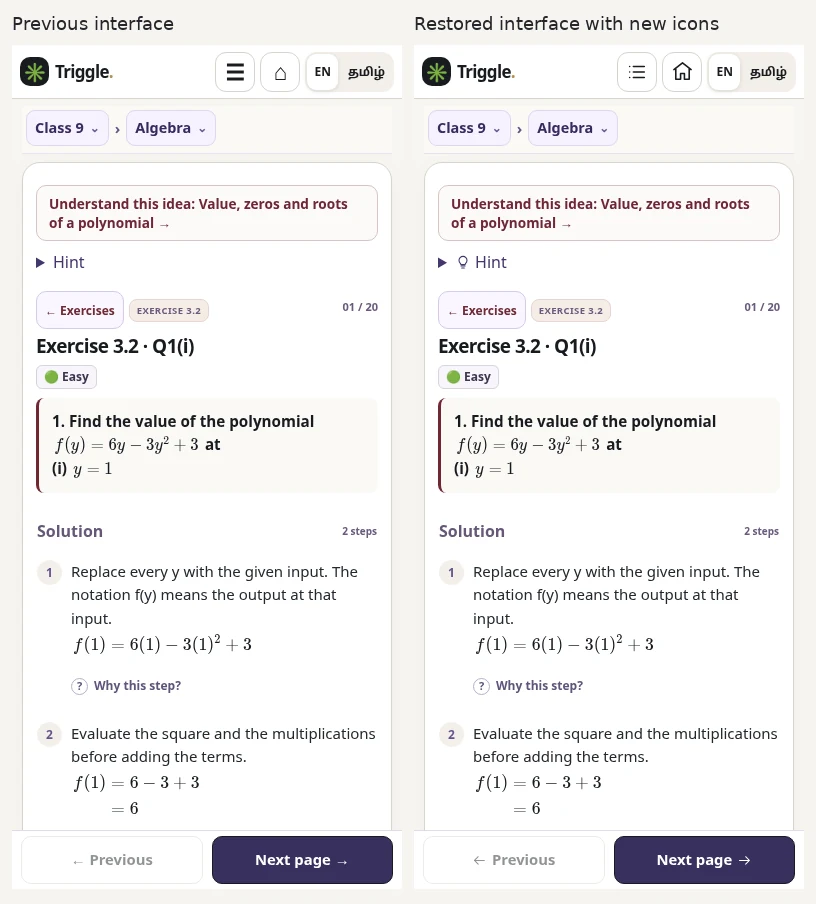 Previous interface
Triggle.
EN தமிழ்
Class 9 ⌄ › Algebra ⌄
Understand this idea: Value, zeros and roots
of a polynomial →
▶ Hint
← Exercises EXERCISE 3.2 01 / 20
Exercise 3.2 · Q1(i)
Easy
1. Find the value of the polynomial
f(y) = 6y − 3y² + 3 at
(i) y = 1
Solution 2 steps
1 Replace every y with the given input. The
notation f(y) means the output at that
input.
f(1) = 6(1) − 3(1)² + 3
? Why this step?
2 Evaluate the square and the multiplications
before adding the terms.
f(1) = 6 − 3 + 3
= 6
← Previous Next page →
Restored interface with new icons
Triggle.
EN தமிழ்
Class 9 ⌄ › Algebra ⌄
Understand this idea: Value, zeros and roots
of a polynomial →
▶ Hint
← Exercises EXERCISE 3.2 01 / 20
Exercise 3.2 · Q1(i)
Easy
1. Find the value of the polynomial
f(y) = 6y − 3y² + 3 at
(i) y = 1
Solution 2 steps
1 Replace every y with the given input. The
notation f(y) means the output at that
input.
f(1) = 6(1) − 3(1)² + 3
? Why this step?
2 Evaluate the square and the multiplications
before adding the terms.
f(1) = 6 − 3 + 3
= 6
← Previous Next page →